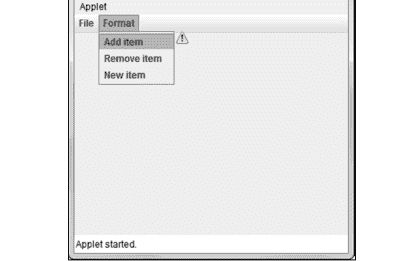 Applet
File Format
Add item
Remove item
New item
Applet started.